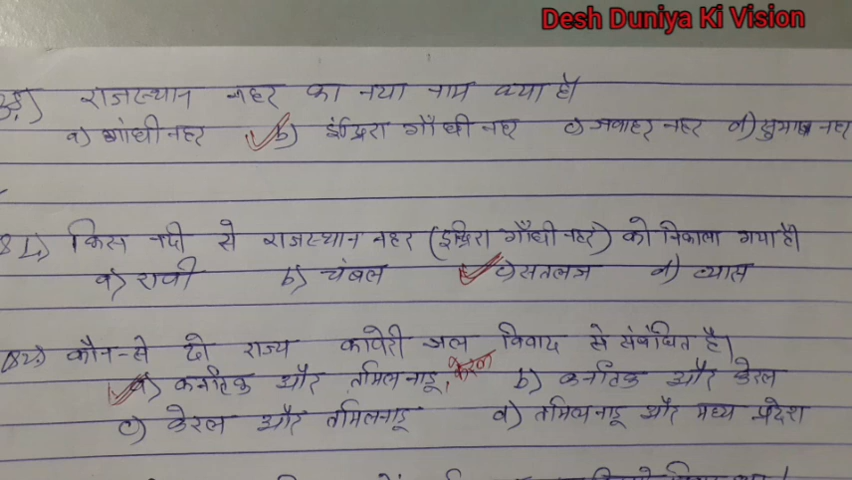 Desh Duniya Ki Vision
राजस्थान नहर का नया नाम क्या है।
a) गांधी नहर b) इंदिरा गाँधी नहर c) जवाहर नहर d) सुभाष नहर
किस नदी से राजस्थान नहर (इन्दिरा गाँधी नहर) को निकाला गया है।
a) रावी b) चंबल c) सतलज d) व्यास
कौन-से दो राज्य कावेरी जल विवाद से संबंधित है।
a) कर्नाटक और तमिलनाडू, केरल b) कर्नाटक और केरल
c) केरल और तमिलनाडू d) तमिलनाडू और मध्य प्रदेश